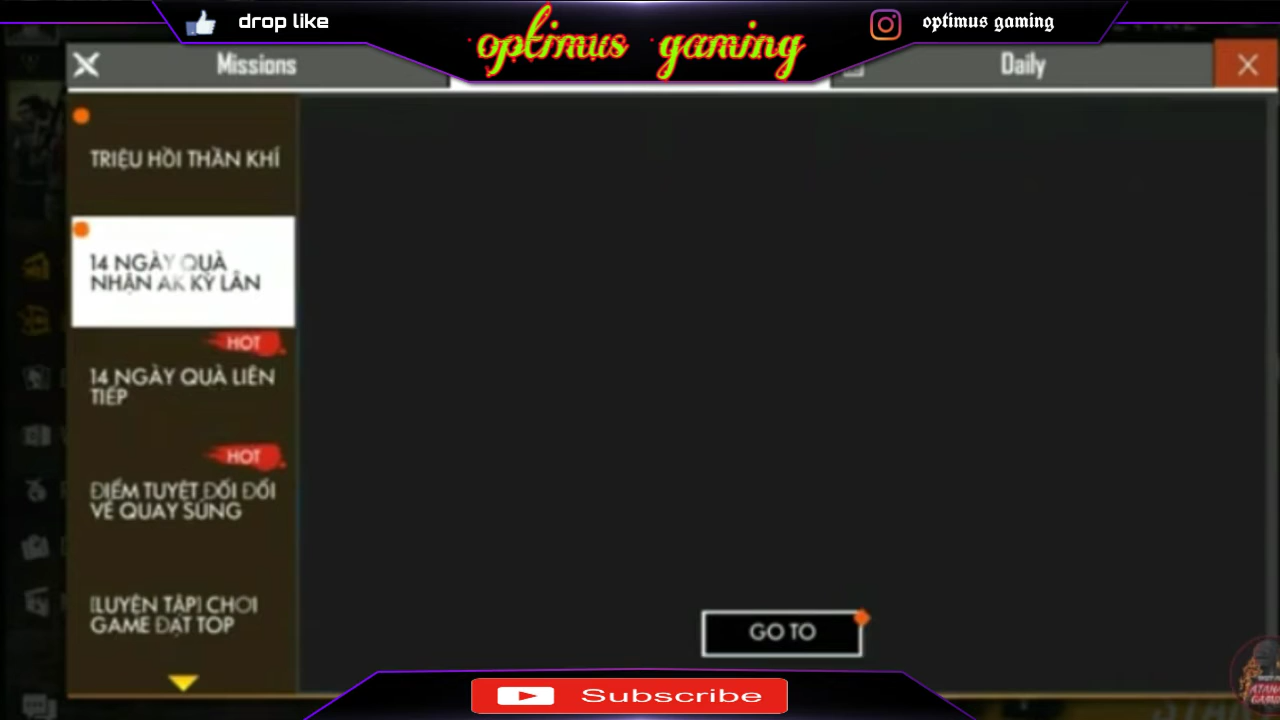 drop like
optimus gaming
optimus gaming
Missions
Daily
TRIỆU HỒI THẦN KHÍ
14 NGÀY QUÀ
NHẬN AK KỲ LÂN
HOT
14 NGÀY QUÀ LIÊN
TIẾP
HOT
ĐIỂM TUYỆT ĐỐI ĐỔI
VÉ QUAY SÚNG
[LUYỆN TẬP] CHƠI
GAME ĐẠT TOP
GO TO
Subscribe